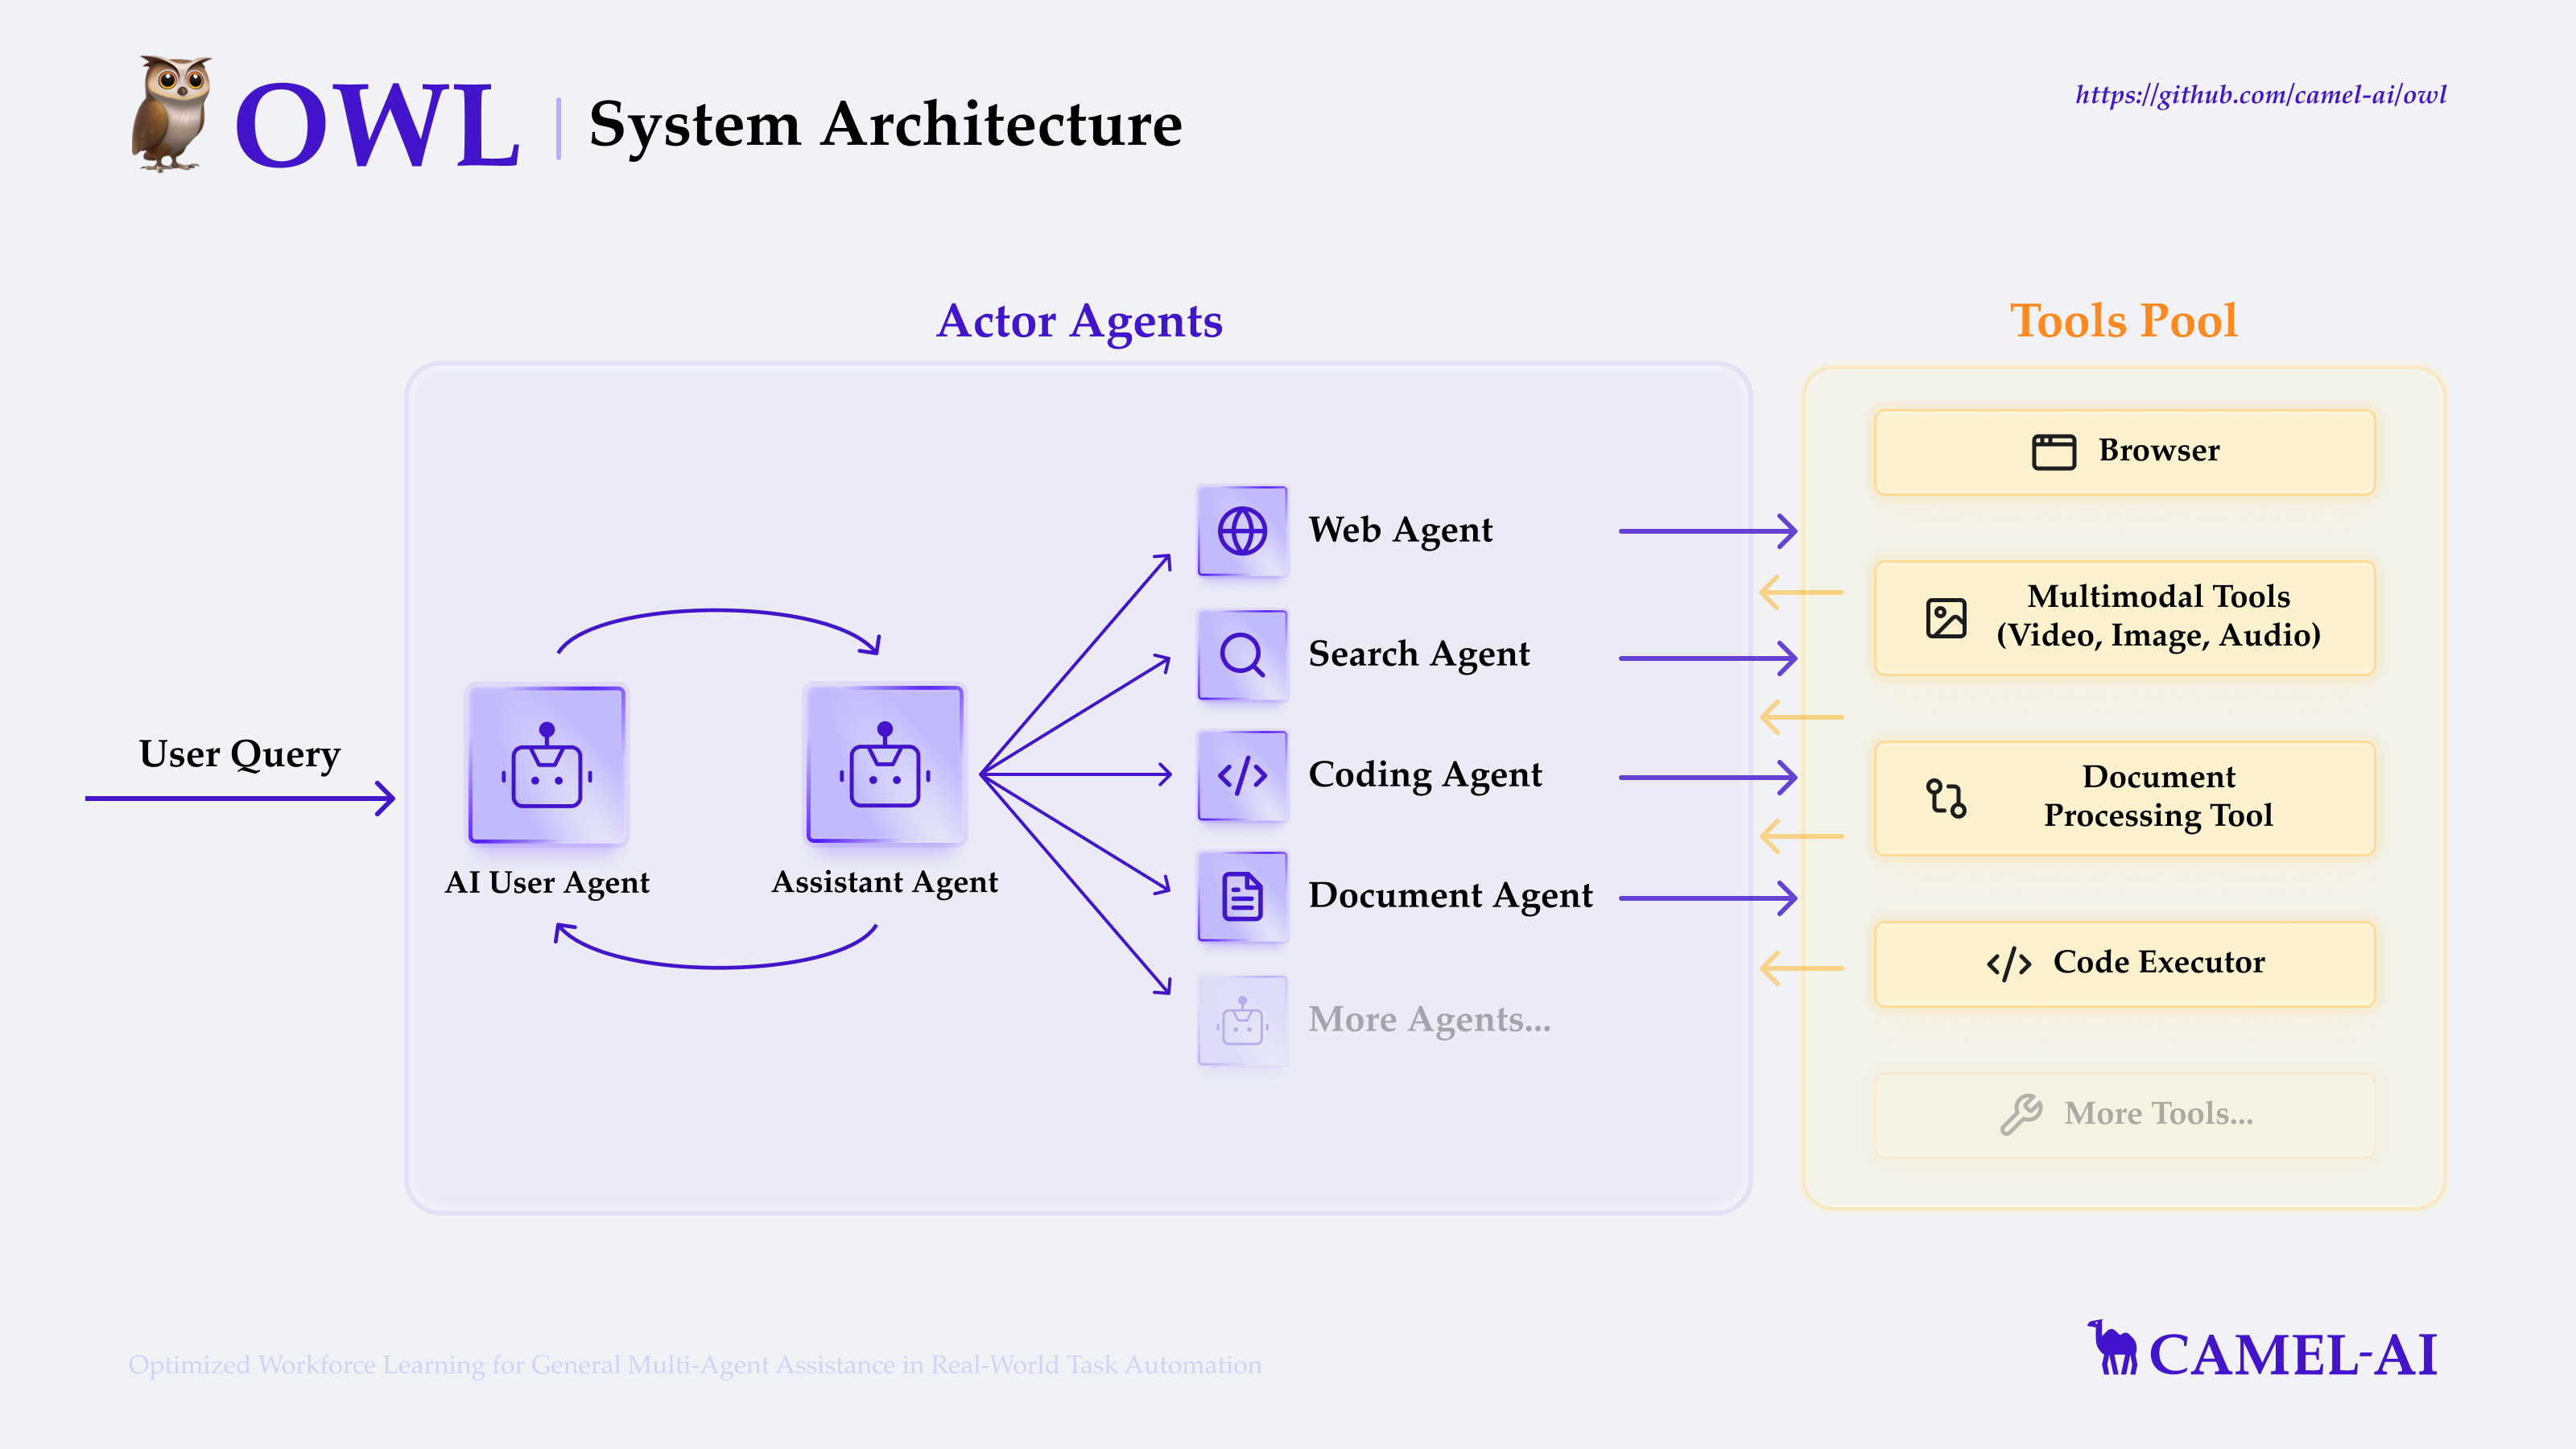 OWL
System Architecture
https://github.com/camel-ai/owl
Actor Agents
Tools Pool
User Query
AI User Agent
Assistant Agent
Web Agent
Search Agent
Coding Agent
Document Agent
More Agents...
Browser
Multimodal Tools
(Video, Image, Audio)
Document
Processing Tool
Code Executor
More Tools...
Optimized Workforce Learning for General Multi-Agent Assistance in Real-World Task Automation
CAMEL-AI